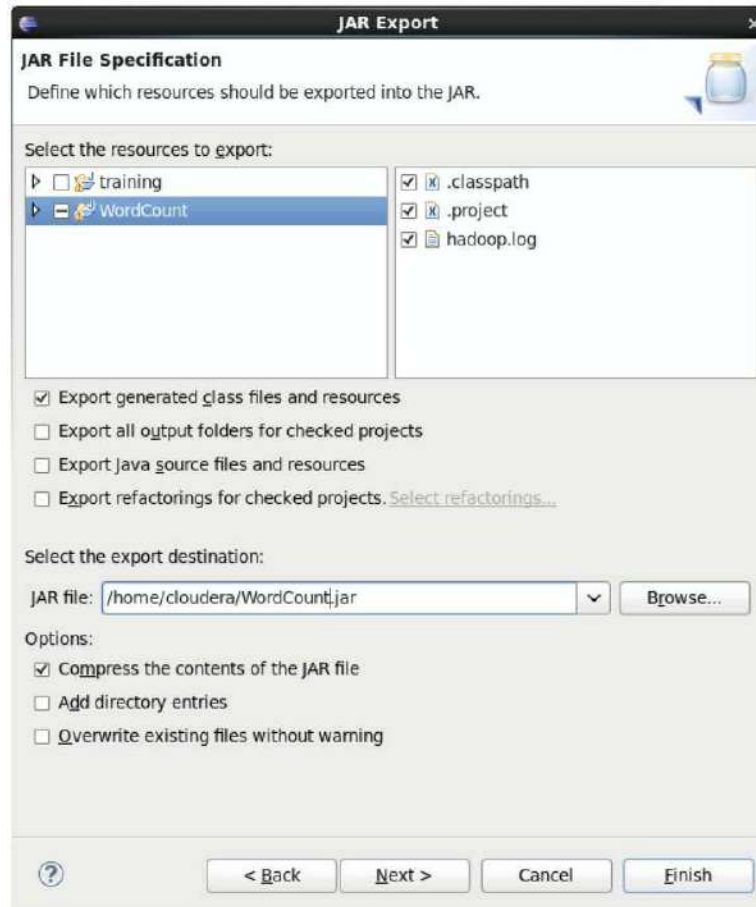 JAR Export
JAR File Specification
Define which resources should be exported into the JAR.
Select the resources to export:
training
WordCount
.classpath
.project
hadoop.log
Export generated class files and resources
Export all output folders for checked projects
Export Java source files and resources
Export refactorings for checked projects. Select refactorings...
Select the export destination:
JAR file: /home/cloudera/WordCount.jar Browse...
Options:
Compress the contents of the JAR file
Add directory entries
Overwrite existing files without warning
< Back Next > Cancel Finish